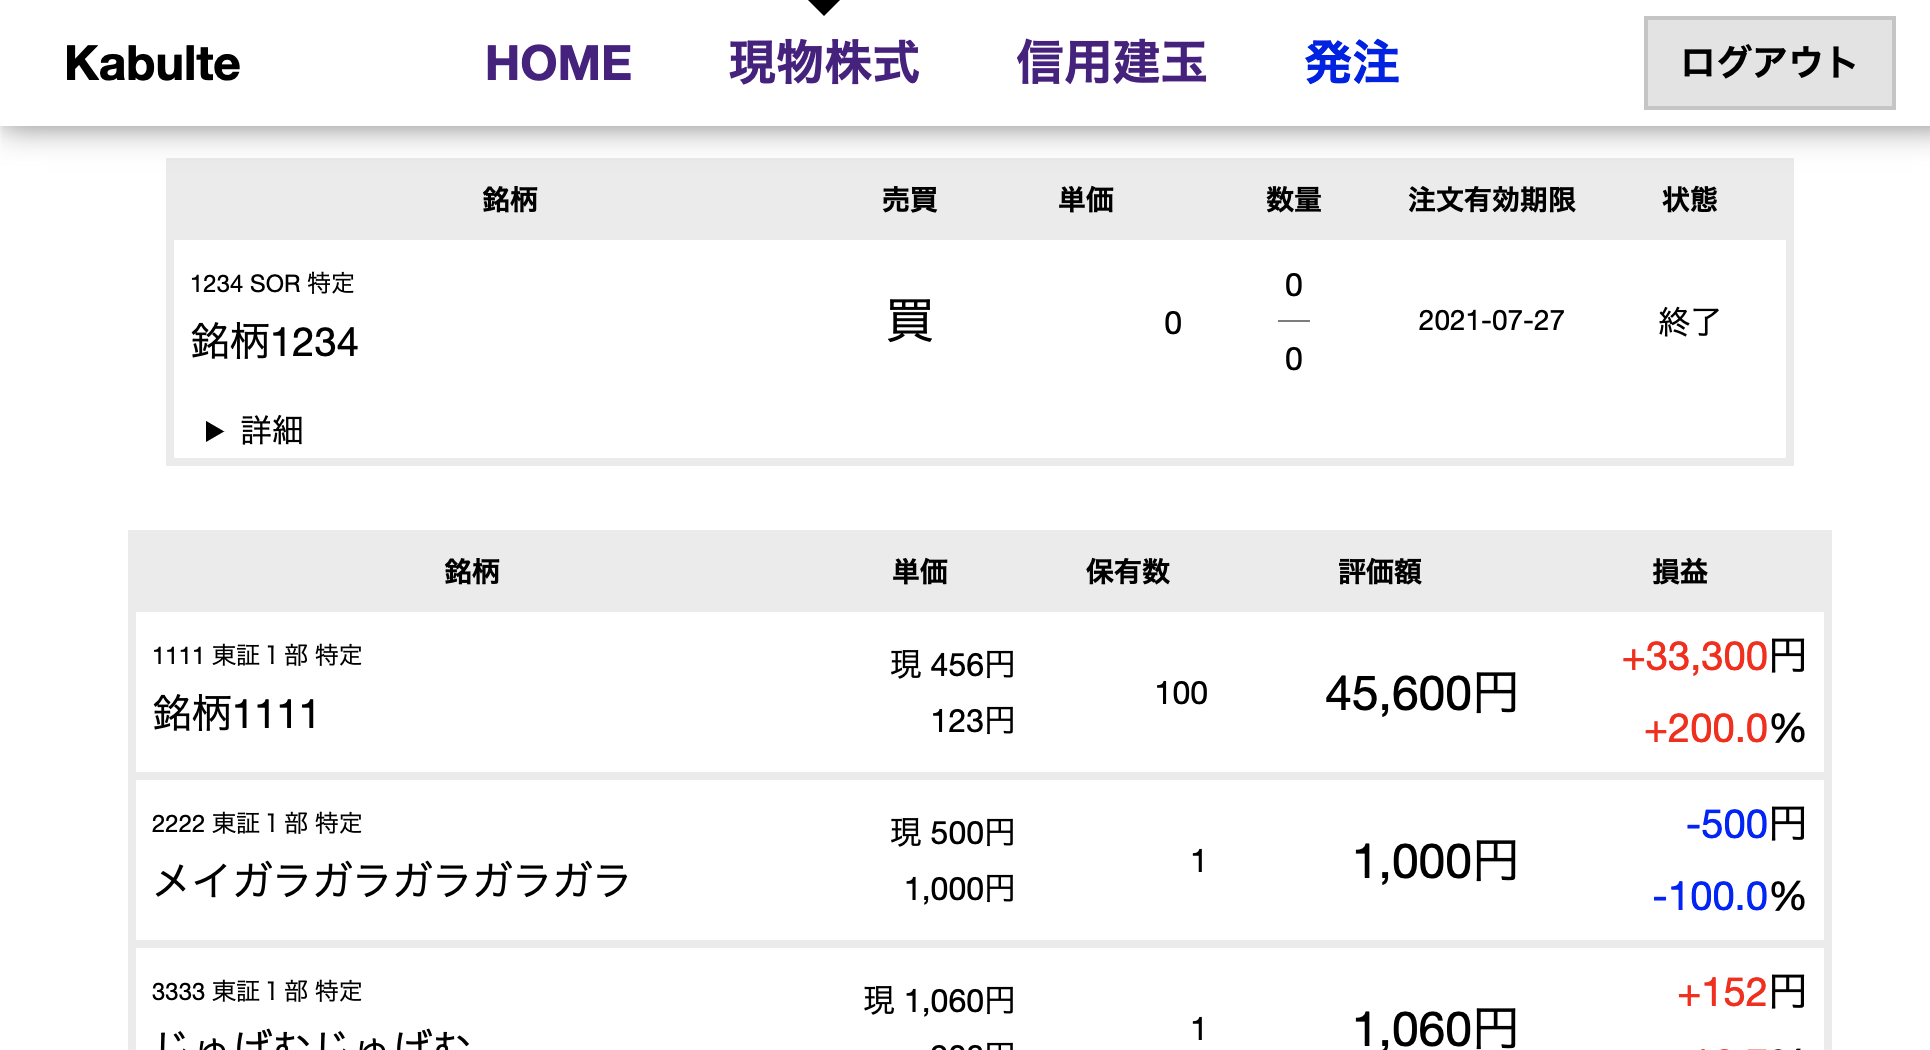 Kabulte HOME 現物株式 信用建玉 発注 ログアウト
銘柄 売買 単価 数量 注文有効期限 状態
1234 SOR 特定
銘柄1234
買 0
0
0
2021-07-27 終了
▶ 詳細
銘柄 単価 保有数 評価額 損益
1111 東証1部 特定
銘柄1111
現 456円
123円
100 45,600円
+33,300円
+200.0%
2222 東証1部 特定
メイガラガラガラガラガラ
現 500円
1,000円
1 1,000円
-500円
-100.0%
3333 東証1部 特定
じゅげむじゅげむ
現 1,060円
1 1,060円
+152円